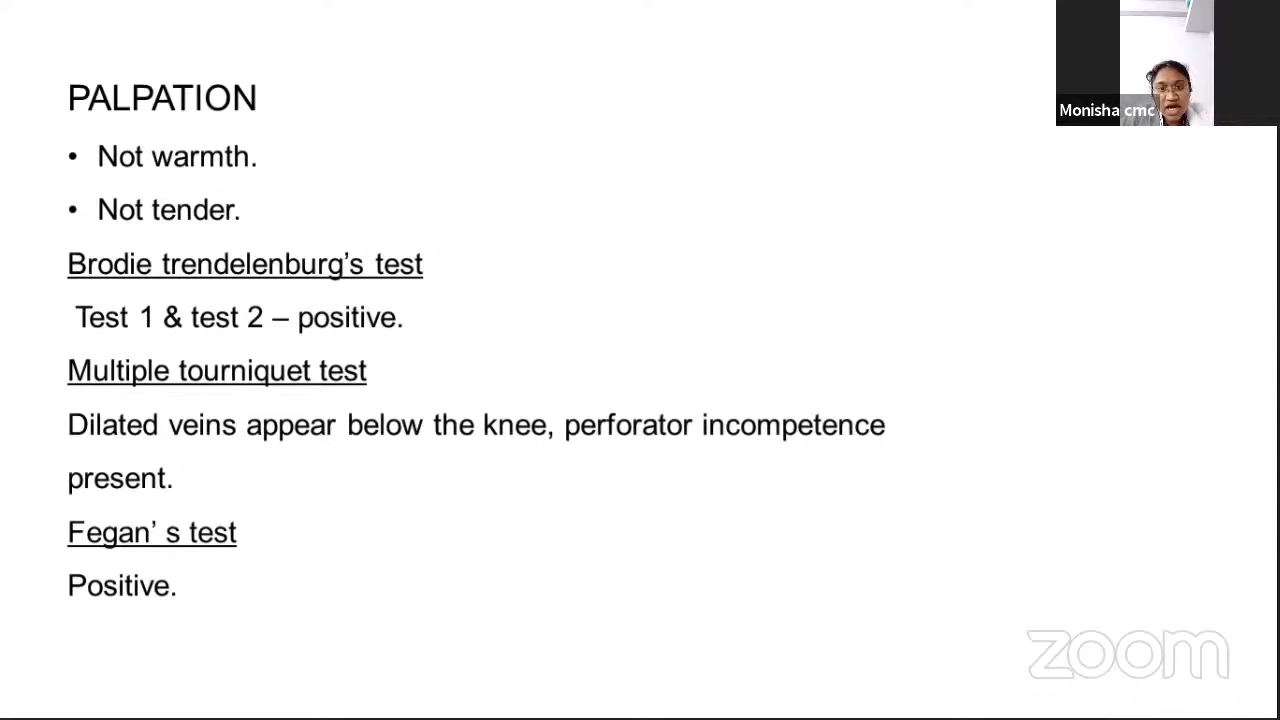 PALPATION
• Not warmth.
• Not tender.
Brodie trendelenburg’s test
Test 1 & test 2 – positive.
Multiple tourniquet test
Dilated veins appear below the knee, perforator incompetence
present.
Fegan’ s test
Positive.
Monisha cmc
zoom